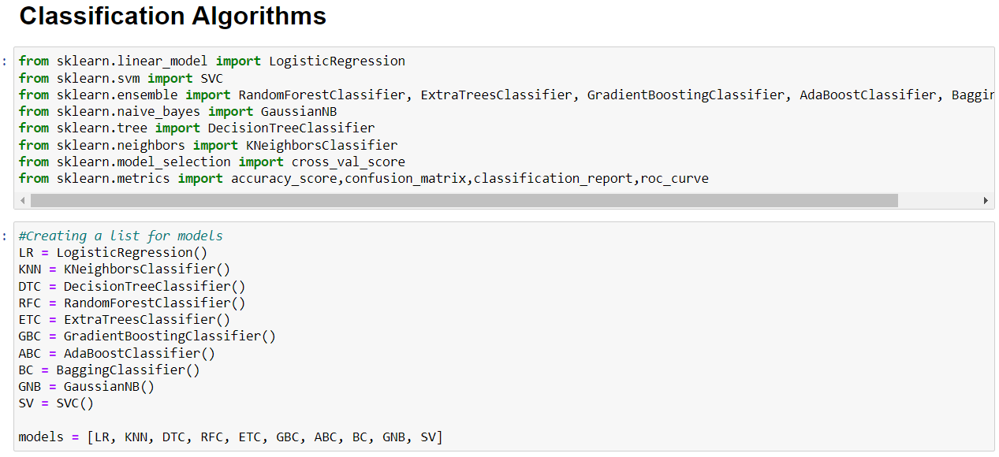 Classification Algorithms
: from sklearn.linear_model import LogisticRegression
from sklearn.svm import SVC
from sklearn.ensemble import RandomForestClassifier, ExtraTreesClassifier, GradientBoostingClassifier, AdaBoostClassifier,
from sklearn.naive_bayes import GaussianNB
from sklearn.tree import DecisionTreeClassifier
from sklearn.neighbors import KNeighborsClassifier
from sklearn.model_selection import cross_val_score
from sklearn.metrics import accuracy_score,confusion_matrix,classification_report,roc_curve
: #Creating a list for models
LR = LogisticRegression()
KNN = KNeighborsClassifier()
DTC = DecisionTreeClassifier()
RFC = RandomForestClassifier()
ETC = ExtraTreesClassifier()
GBC = GradientBoostingClassifier()
ABC = AdaBoostClassifier()
BC = BaggingClassifier()
GNB = GaussianNB()
SV = SVC()
models = [LR, KNN, DTC, RFC, ETC, GBC, ABC, BC, GNB, SV]